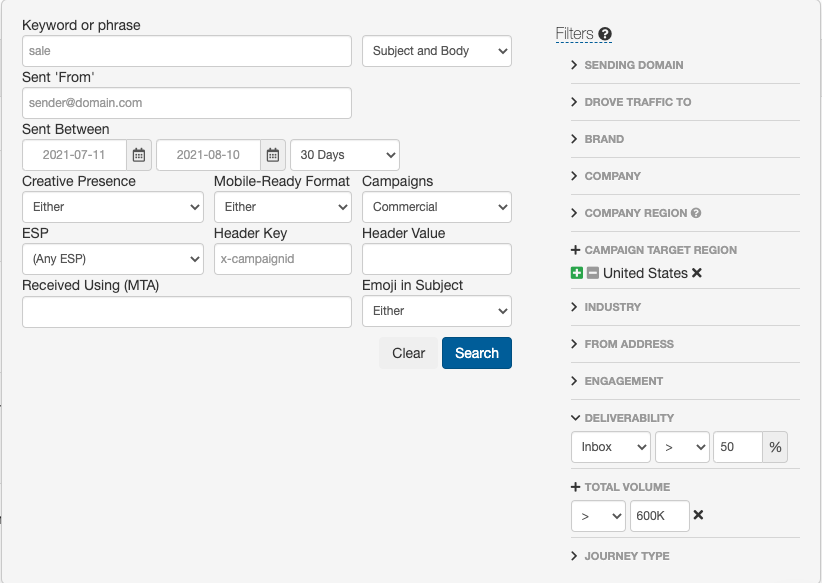 Keyword or phrase
sale
Subject and Body
Sent 'From'
sender@domain.com
Sent Between
2021-07-11
2021-08-10
30 Days
Creative Presence
Mobile-Ready Format
Campaigns
Either
Either
Commercial
ESP
Header Key
Header Value
(Any ESP)
x-campaignid
Received Using (MTA)
Emoji in Subject
Either
Clear
Search
Filters ?
SENDING DOMAIN
DROVE TRAFFIC TO
BRAND
COMPANY
COMPANY REGION ?
CAMPAIGN TARGET REGION
United States
INDUSTRY
FROM ADDRESS
ENGAGEMENT
DELIVERABILITY
Inbox > 50 %
TOTAL VOLUME
> 600K
JOURNEY TYPE